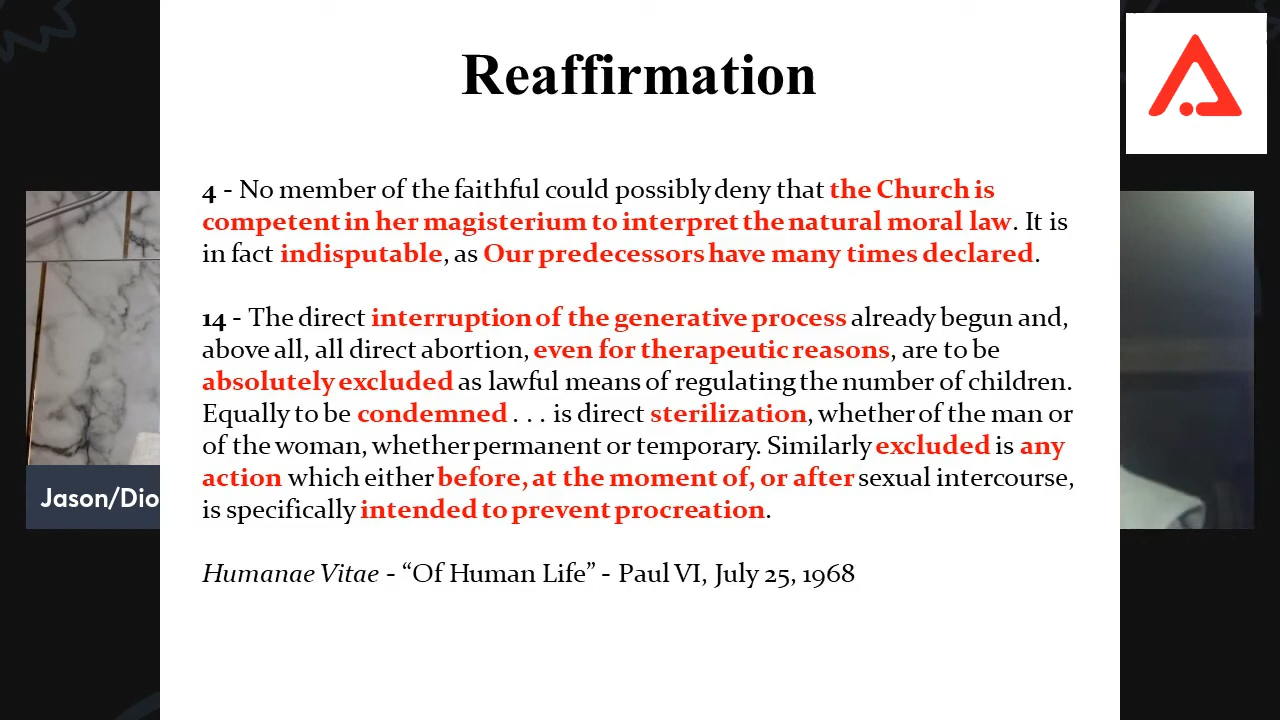 Reaffirmation
4 - No member of the faithful could possibly deny that the Church is
competent in her magisterium to interpret the natural moral law. It is
in fact indisputable, as Our predecessors have many times declared.
14 - The direct interruption of the generative process already begun and,
above all, all direct abortion, even for therapeutic reasons, are to be
absolutely excluded as lawful means of regulating the number of children.
Equally to be condemned . . . is direct sterilization, whether of the man or
of the woman, whether permanent or temporary. Similarly excluded is any
action which either before, at the moment of, or after sexual intercourse,
is specifically intended to prevent procreation.
Humanae Vitae - “Of Human Life” - Paul VI, July 25, 1968
Jason/Dio